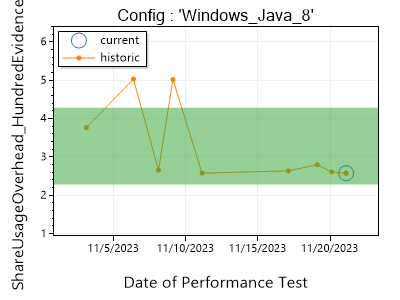 Config : 'Windows_Java_8'
current
historic
ShareUsageOverhead_HundredEvidence
6
5
4
3
2
1
11/5/2023
11/10/2023
11/15/2023
11/20/2023
Date of Performance Test